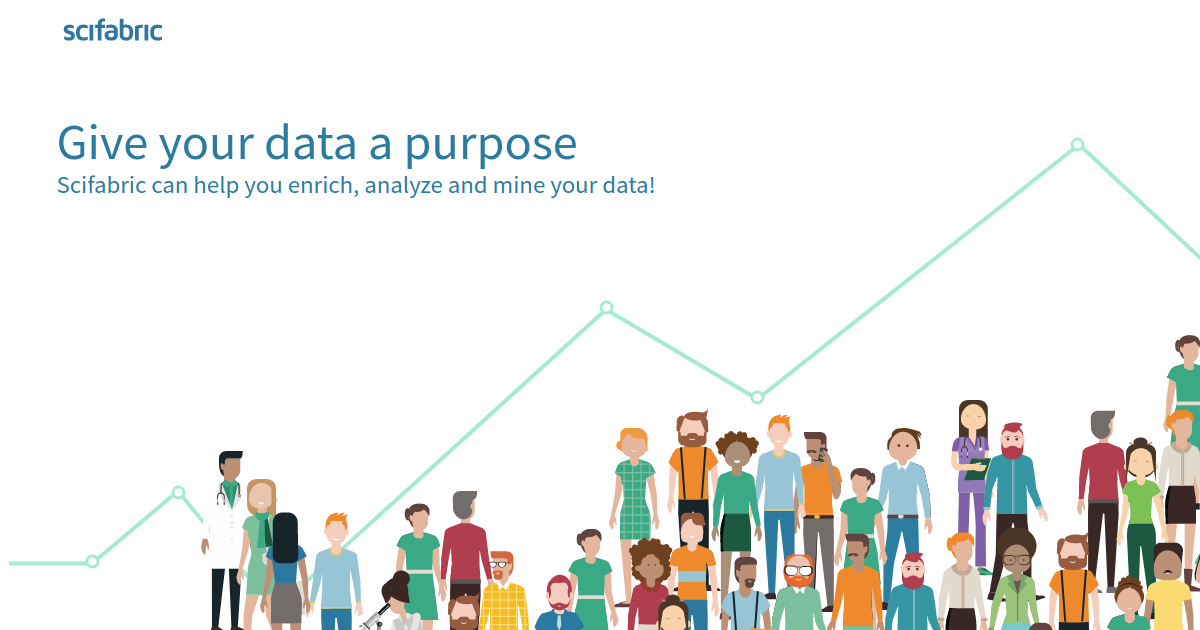 scifabric
Give your data a purpose
Scifabric can help you enrich, analyze and mine your data!